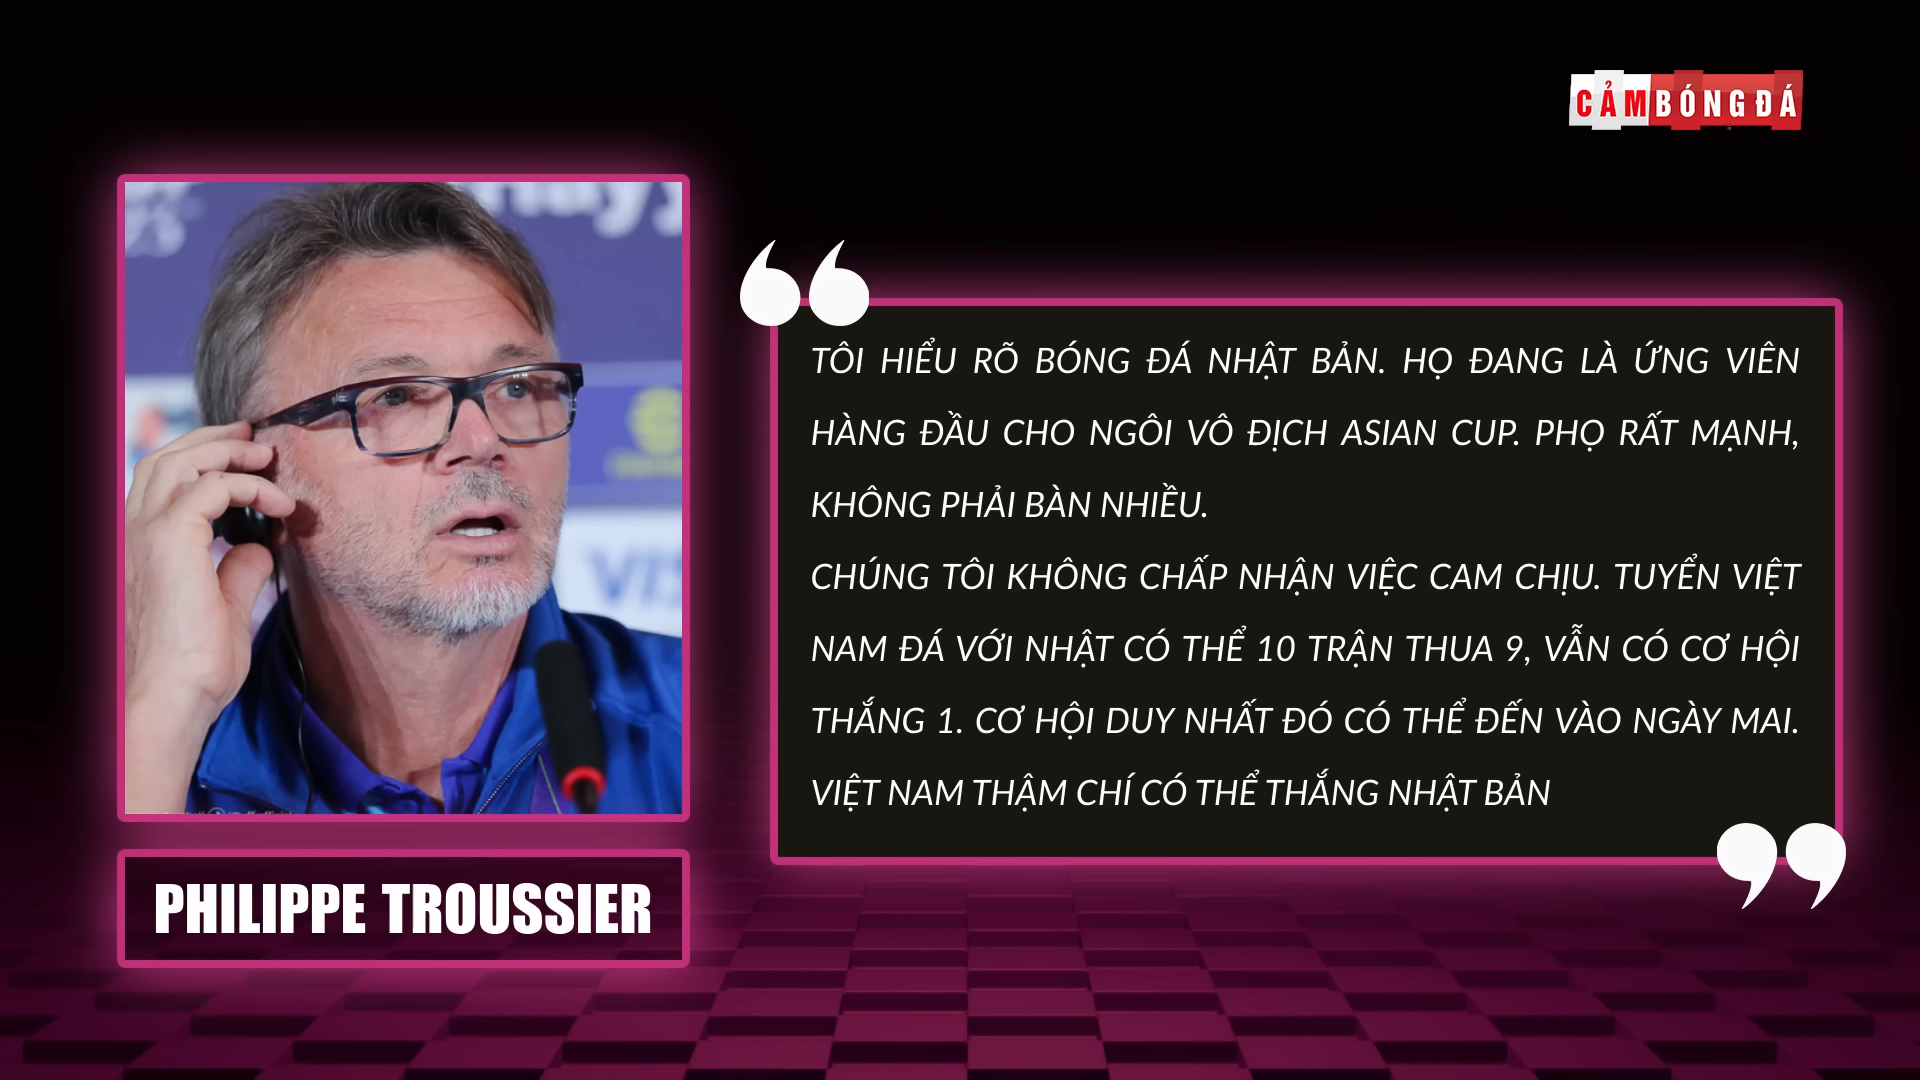 CẢMBÓNGĐÁ
TÔI HIỂU RÕ BÓNG ĐÁ NHẬT BẢN. HỌ ĐANG LÀ ỨNG VIÊN
HÀNG ĐẦU CHO NGÔI VÔ ĐỊCH ASIAN CUP. PHỌ RẤT MẠNH,
KHÔNG PHẢI BÀN NHIỀU.
CHÚNG TÔI KHÔNG CHẤP NHẬN VIỆC CAM CHỊU. TUYỂN VIỆT
NAM ĐÁ VỚI NHẬT CÓ THỂ 10 TRẬN THUA 9, VẪN CÓ CƠ HỘI
THẮNG 1. CƠ HỘI DUY NHẤT ĐÓ CÓ THỂ ĐẾN VÀO NGÀY MAI.
VIỆT NAM THẬM CHÍ CÓ THỂ THẮNG NHẬT BẢN
PHILIPPE TROUSSIER